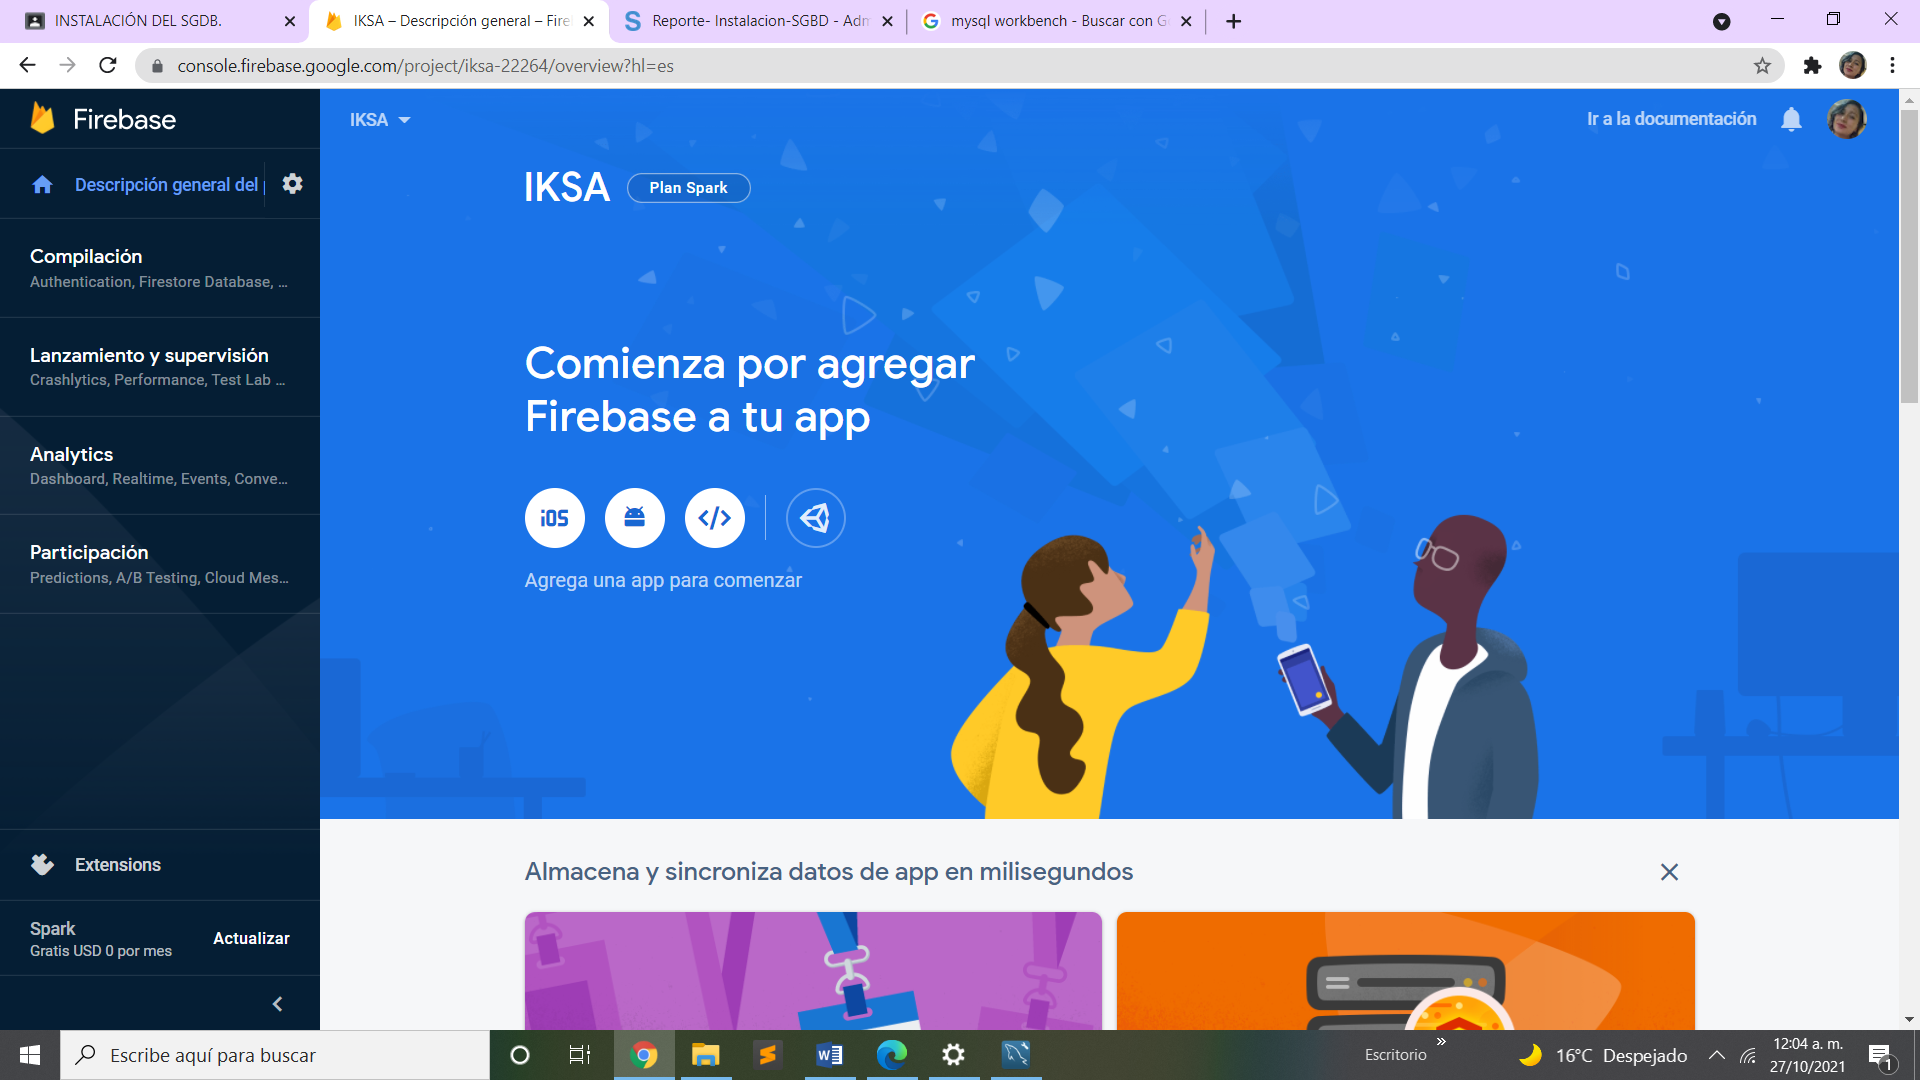 INSTALACIÓN DEL SGDB.
IKSA – Descripción general – Fire
Reporte- Instalacion-SGBD - Adm
mysql workbench - Buscar con Go
console.firebase.google.com/project/iksa-22264/overview?hl=es
Firebase
IKSA
Ir a la documentación
Descripción general del
IKSA
Plan Spark
Compilación
Authentication, Firestore Database, ...
Lanzamiento y supervisión
Crashlytics, Performance, Test Lab ...
Comienza por agregar
Firebase a tu app
Analytics
Dashboard, Realtime, Events, Conve...
iOS
Agrega una app para comenzar
Participación
Predictions, A/B Testing, Cloud Mes...
Extensions
Almacena y sincroniza datos de app en milisegundos
Spark
Gratis USD 0 por mes
Actualizar
Escribe aquí para buscar
Escritorio
16°C Despejado
12:04 a. m.
27/10/2021
1